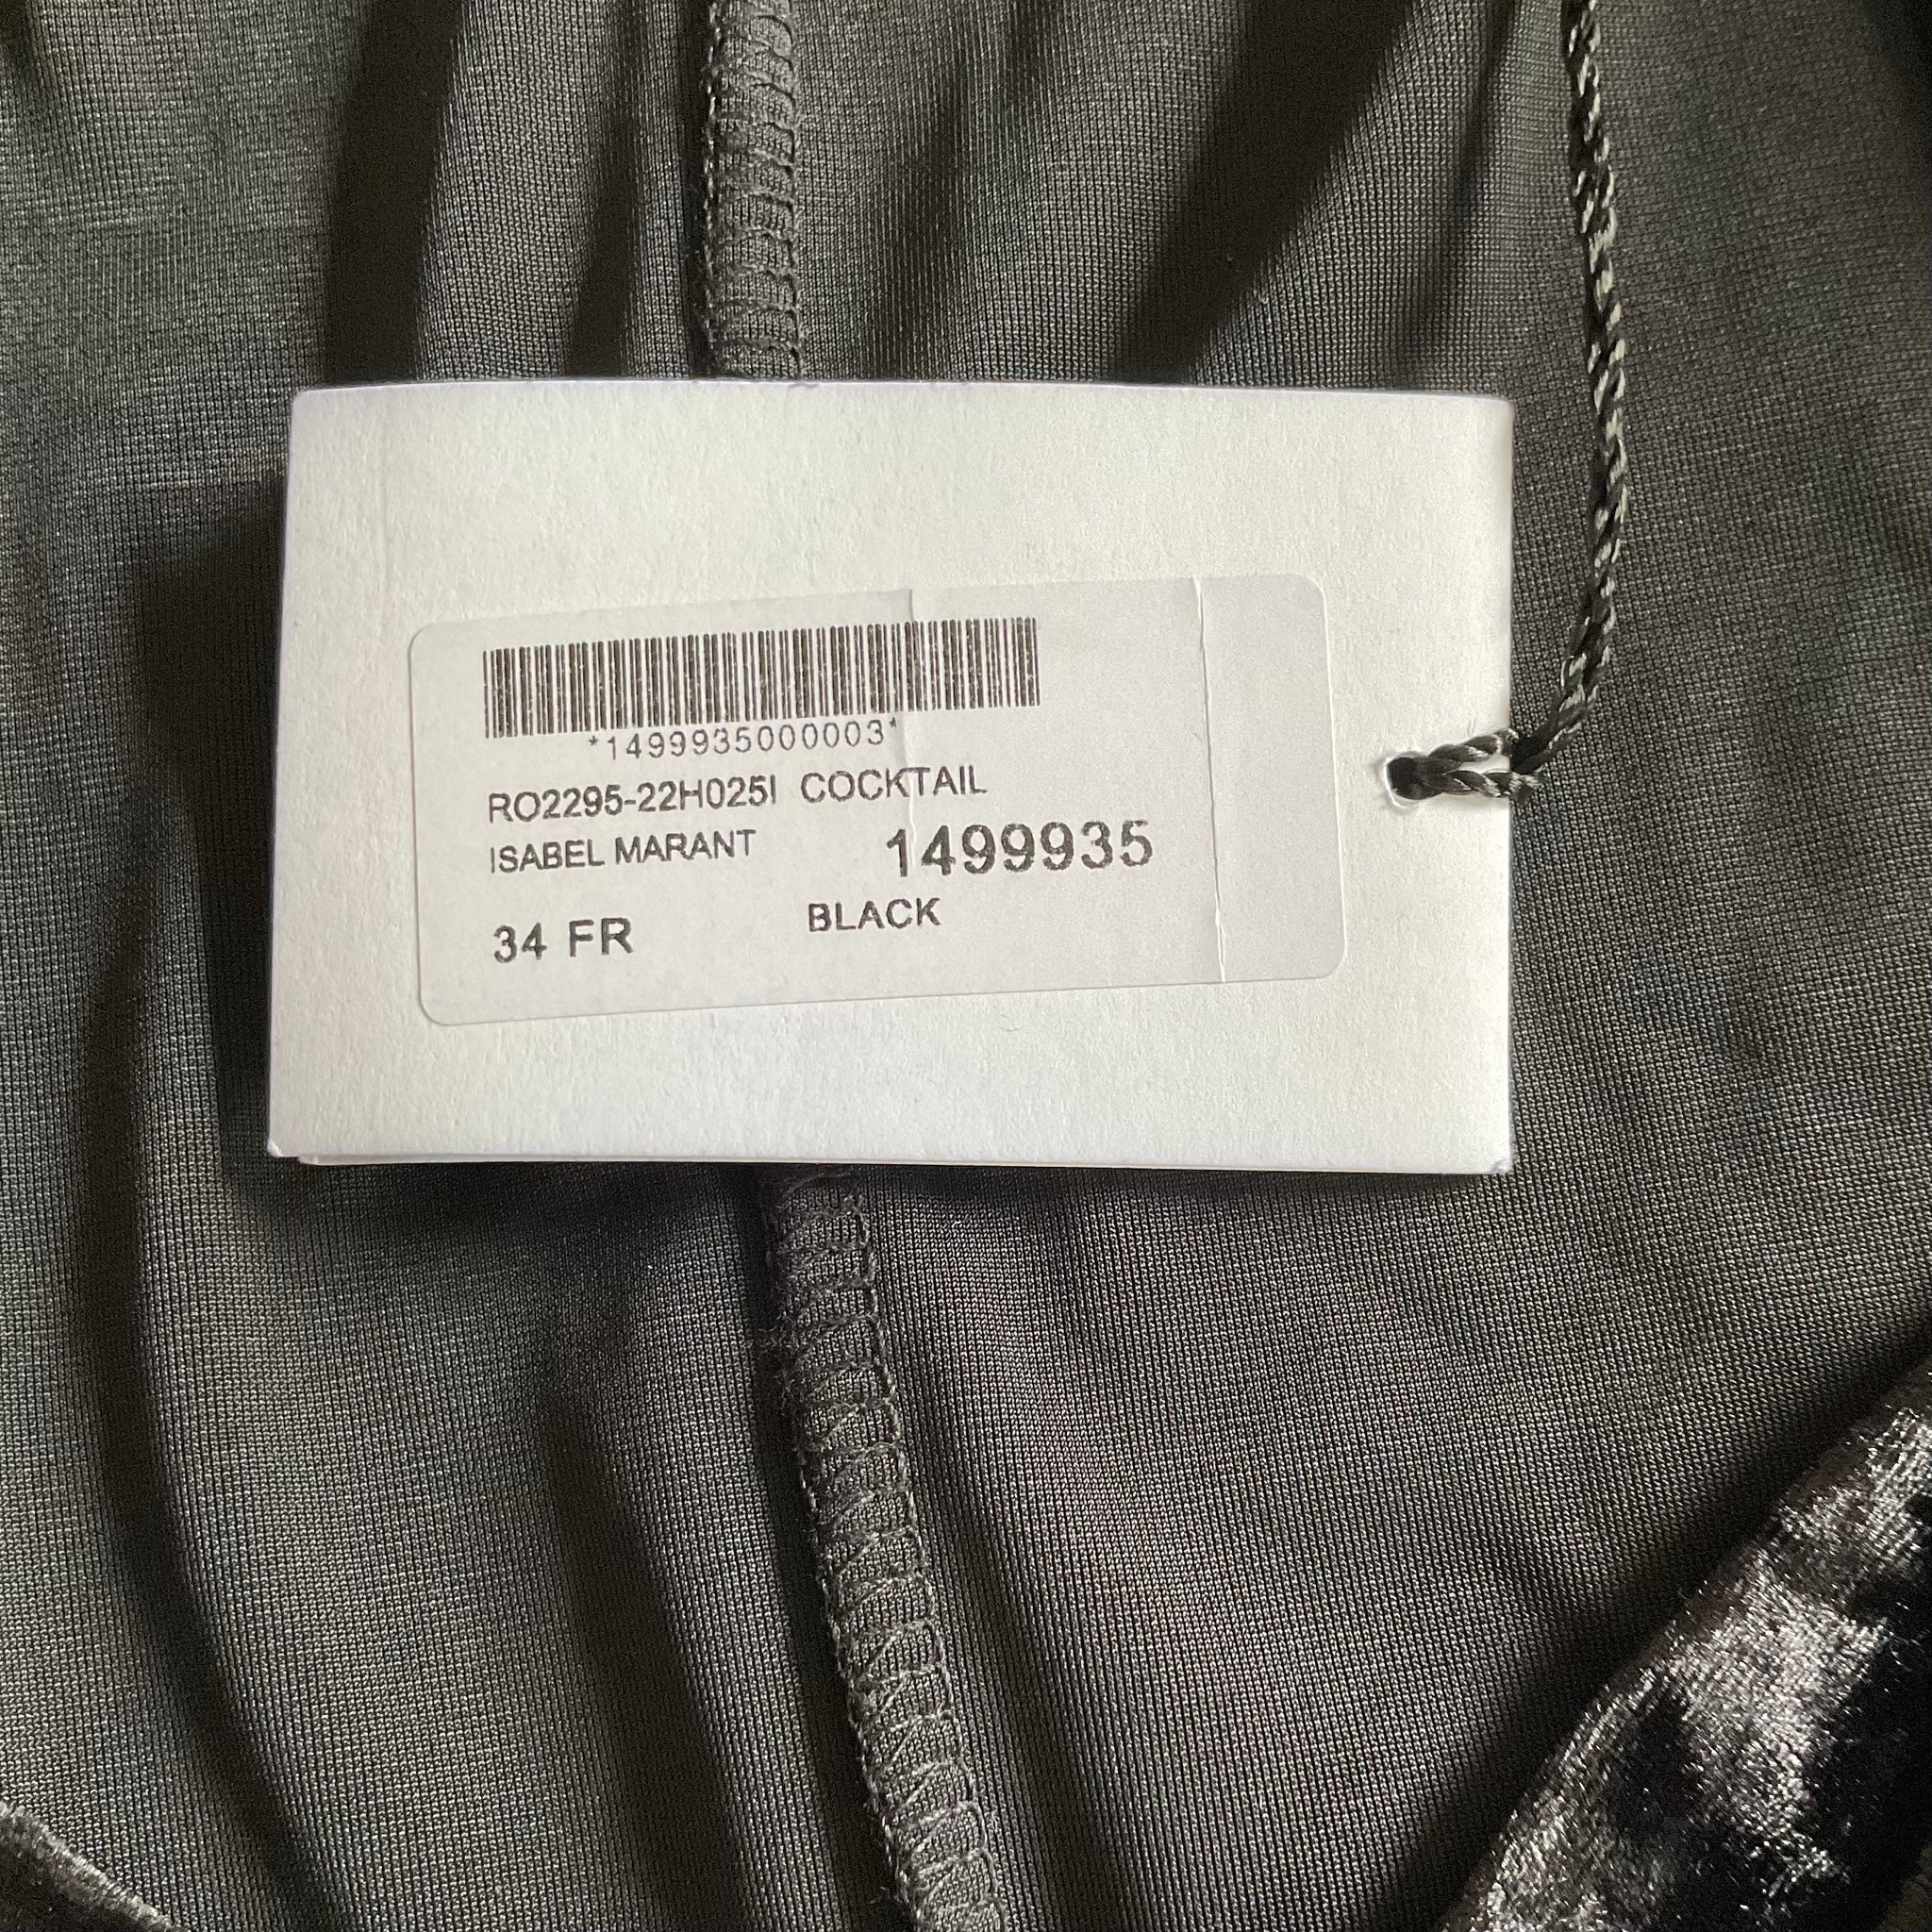 *1499935000003*
RO2295-22H025I COCKTAIL
ISABEL MARANT 1499935
34 FR BLACK